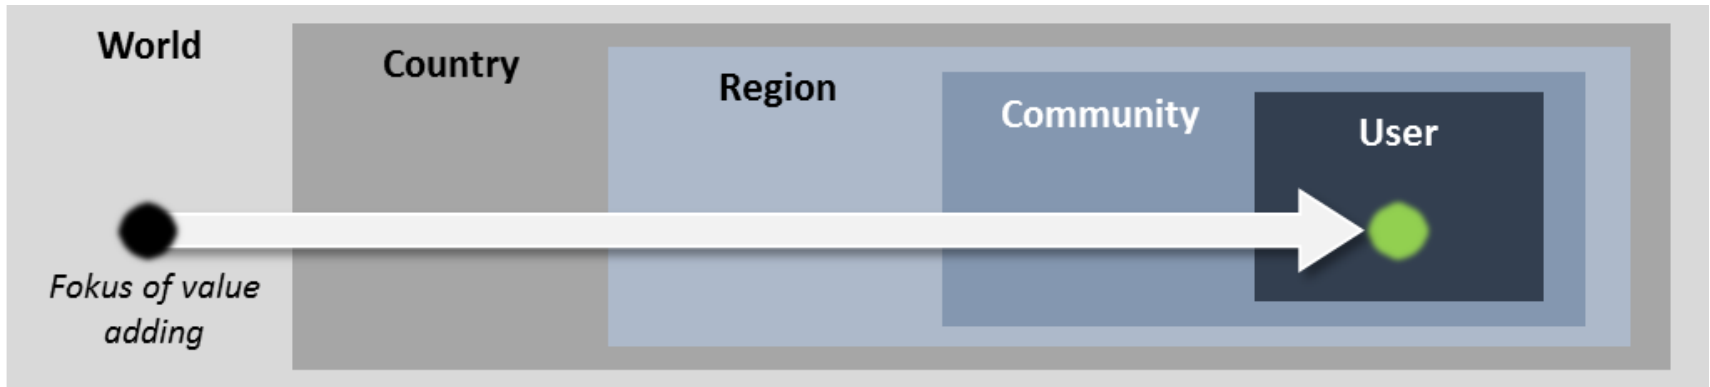 World
Country
Region
Community
User
Fokus of value
adding